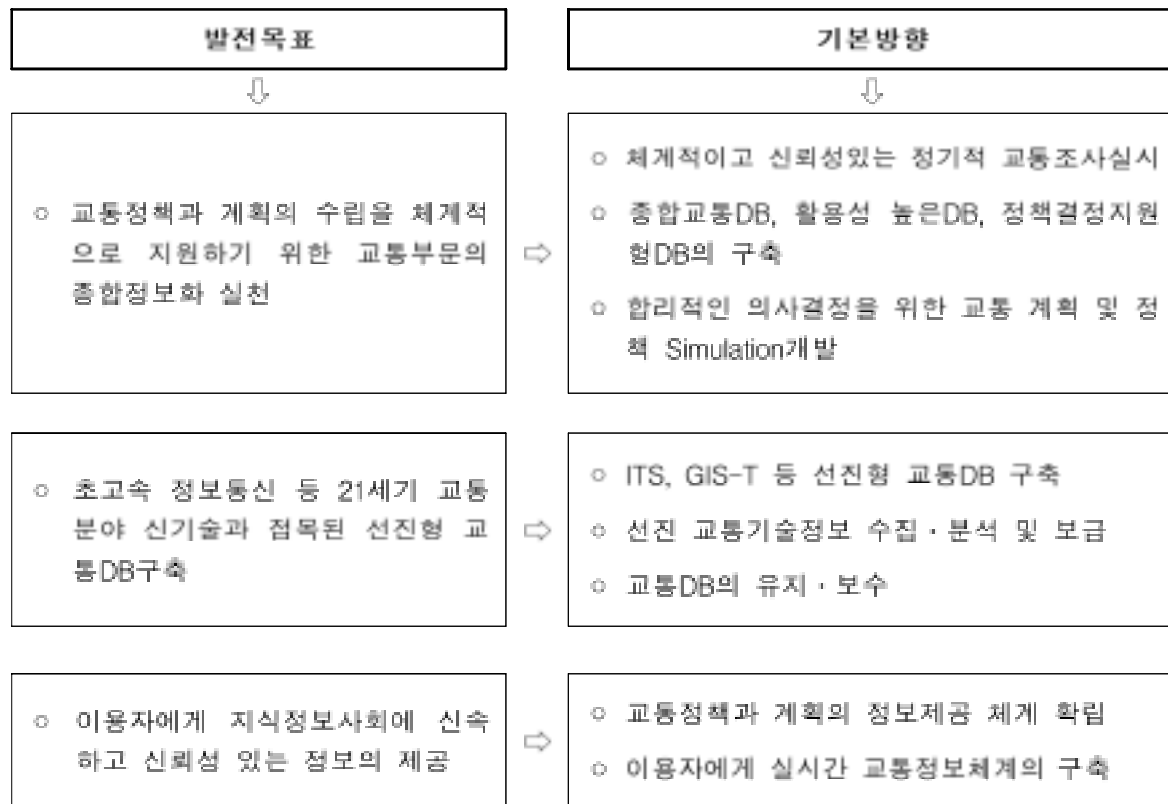 발전목표
기본방향
○ 교통정책과 계획의 수립을 체계적
으로 지원하기 위한 교통부문의
종합정보화 실천
○ 체계적이고 신뢰성있는 정기적 교통조사실시
○ 종합교통DB, 활용성 높은DB, 정책결정지원
형DB의 구축
○ 합리적인 의사결정을 위한 교통 계획 및 정
책 Simulation개발
○ 초고속 정보통신 등 21세기 교통
분야 신기술과 접목된 선진형 교
통DB구축
○ ITS, GIS-T 등 선진형 교통DB 구축
○ 선진 교통기술정보 수집·분석 및 보급
○ 교통DB의 유지·보수
○ 이용자에게 지식정보사회에 신속
하고 신뢰성 있는 정보의 제공
○ 교통정책과 계획의 정보제공 체계 확립
○ 이용자에게 실시간 교통정보체계의 구축